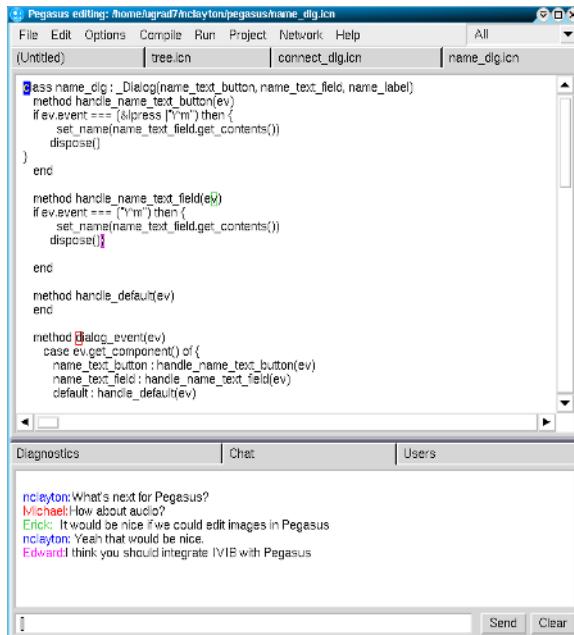 Pegasus editing: /home/ugrad7/nclayton/pegasus/name_dlg.icn
File Edit Options Compile Run Project Network Help All
(Untitled) tree.icn connect_dlg.icn name_dlg.icn
class name_dlg : _Dialog(name_text_button, name_text_field, name_label)
method handle_name_text_button(ev)
if ev.event === (&lpress |"\^m") then {
set_name(name_text_field.get_contents())
dispose()
}
end
method handle_name_text_field(ev)
if ev.event === ("\^m") then {
set_name(name_text_field.get_contents())
dispose()}
end
method handle_default(ev)
end
method dialog_event(ev)
case ev.get_component() of {
name_text_button : handle_name_text_button(ev)
name_text_field : handle_name_text_field(ev)
default : handle_default(ev)
Diagnostics Chat Users
nclayton: What's next for Pegasus?
Michael: How about audio?
Erick: It would be nice if we could edit images in Pegasus
nclayton: Yeah that would be nice.
Edward: I think you should integrate IVIB with Pegasus
Send Clear